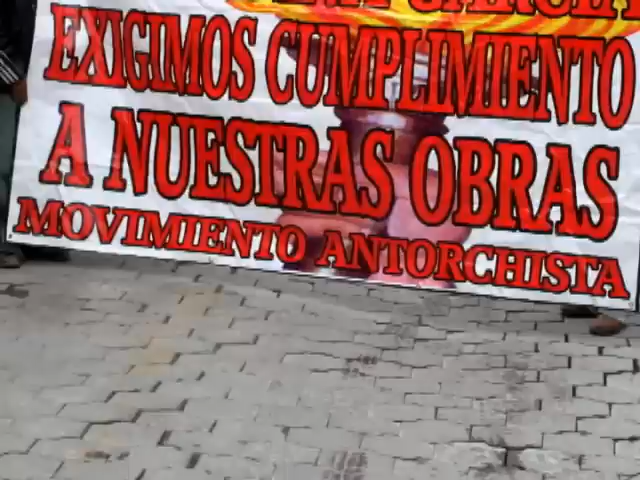 EXIGIMOS CUMPLIMIENTO
A NUESTRAS OBRAS
MOVIMIENTO ANTORCHISTA